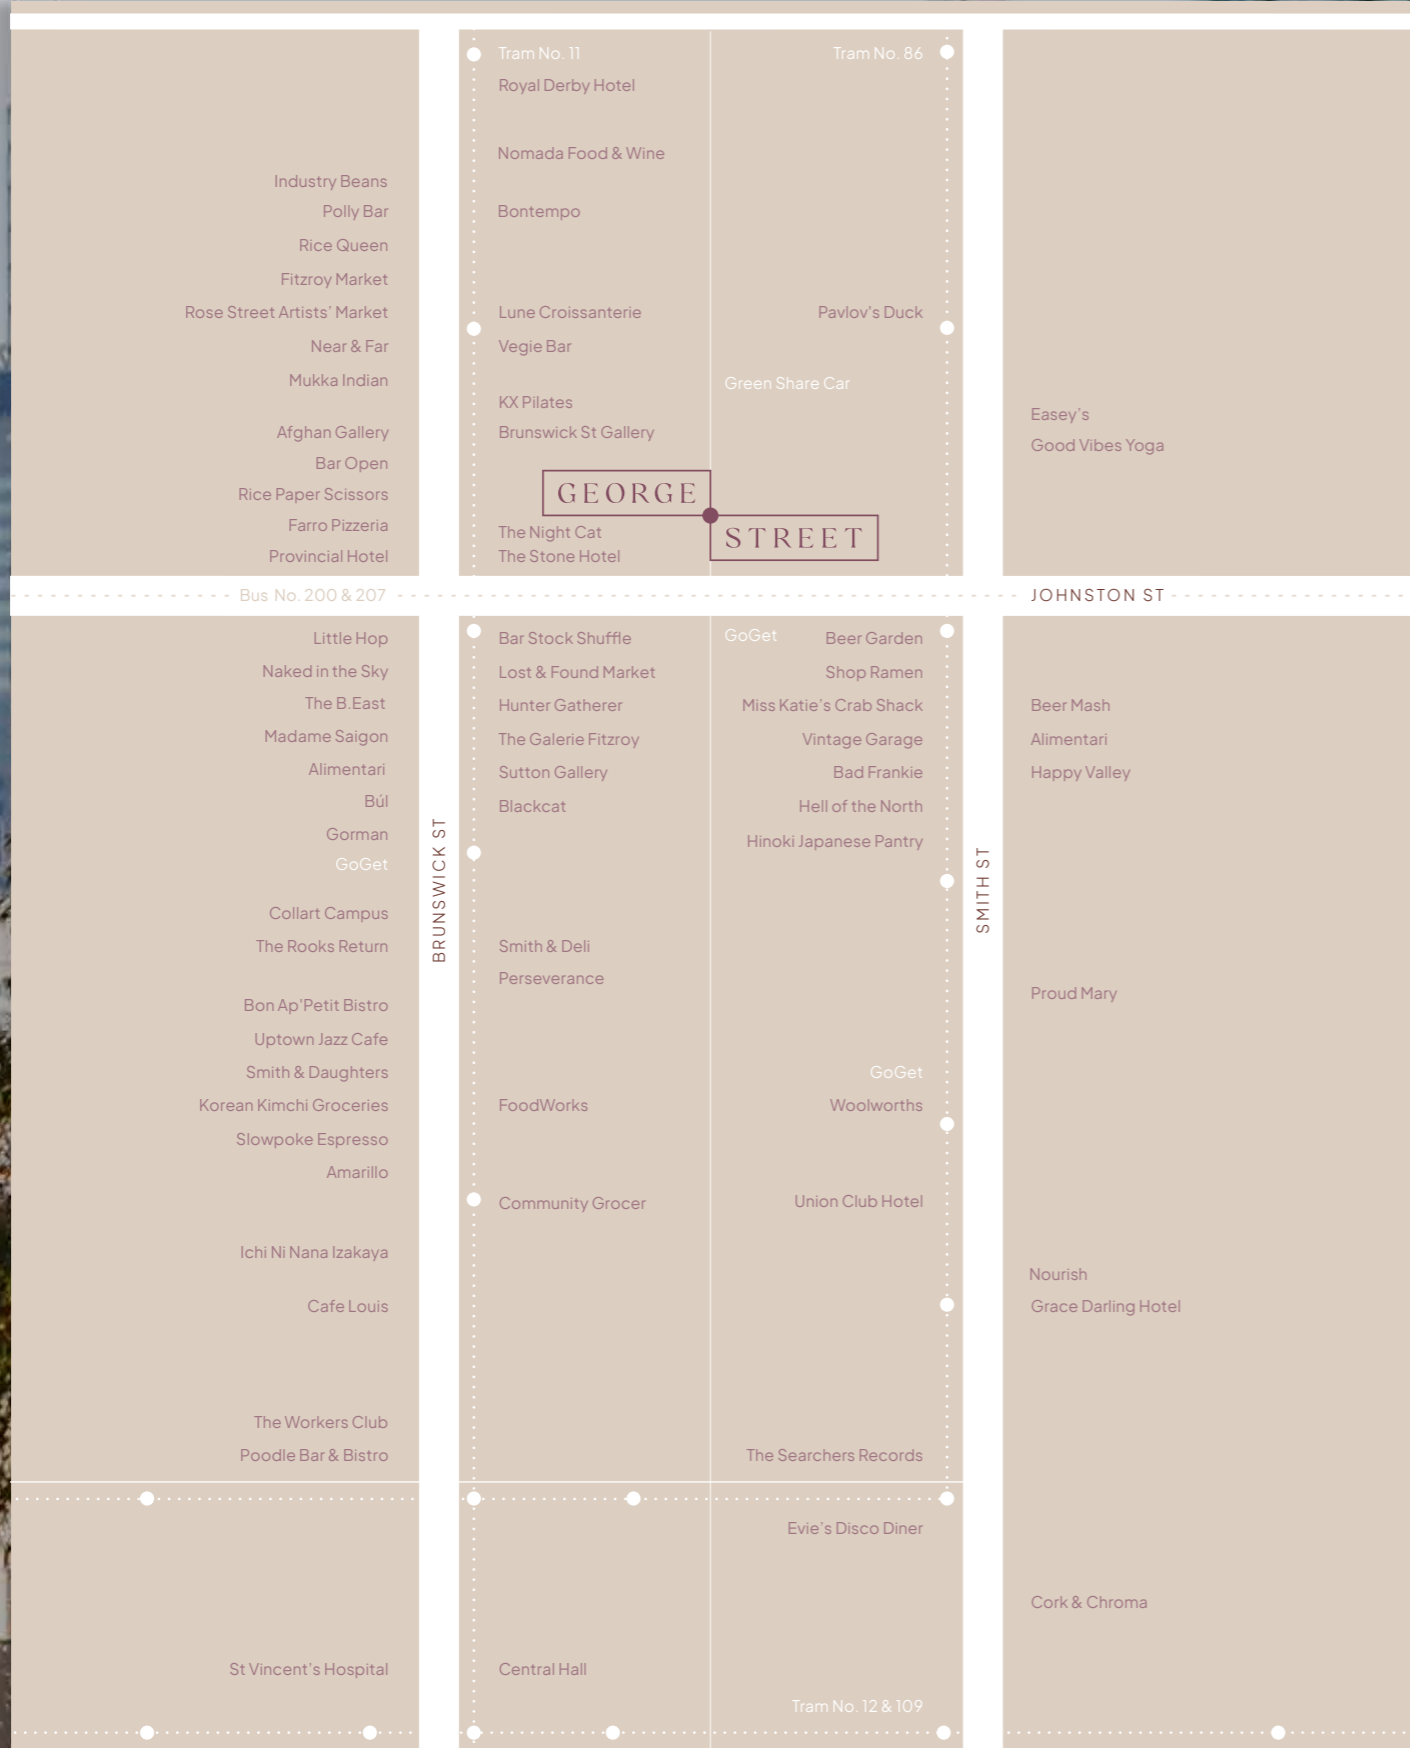 Tram No. 11
Tram No. 86
Royal Derby Hotel
Nomada Food & Wine
Industry Beans
Polly Bar
Bontempo
Rice Queen
Fitzroy Market
Rose Street Artists' Market
Lune Croissanterie
Pavlov's Duck
Near & Far
Vegie Bar
Mukka Indian
Green Share Car
KX Pilates
Easey's
Afghan Gallery
Brunswick St Gallery
Good Vibes Yoga
Bar Open
Rice Paper Scissors
GEORGE
STREET
Farro Pizzeria
The Night Cat
Provincial Hotel
The Stone Hotel
Bus No. 200 & 207
JOHNSTON ST
Little Hop
Bar Stock Shuffle
GoGet
Beer Garden
Naked in the Sky
Lost & Found Market
Shop Ramen
The B.East
Hunter Gatherer
Miss Katie's Crab Shack
Beer Mash
Madame Saigon
The Galerie Fitzroy
Vintage Garage
Alimentari
Alimentari
Sutton Gallery
Bad Frankie
Happy Valley
Búl
Blackcat
Hell of the North
Gorman
Hinoki Japanese Pantry
GoGet
BRUNSWICK ST
SMITH ST
Collart Campus
The Rooks Return
Smith & Deli
Perseverance
Proud Mary
Bon Ap'Petit Bistro
Uptown Jazz Cafe
Smith & Daughters
GoGet
Korean Kimchi Groceries
FoodWorks
Woolworths
Slowpoke Espresso
Amarillo
Community Grocer
Union Club Hotel
Ichi Ni Nana Izakaya
Nourish
Cafe Louis
Grace Darling Hotel
The Workers Club
Poodle Bar & Bistro
The Searchers Records
Evie's Disco Diner
Cork & Chroma
St Vincent's Hospital
Central Hall
Tram No. 12 & 109